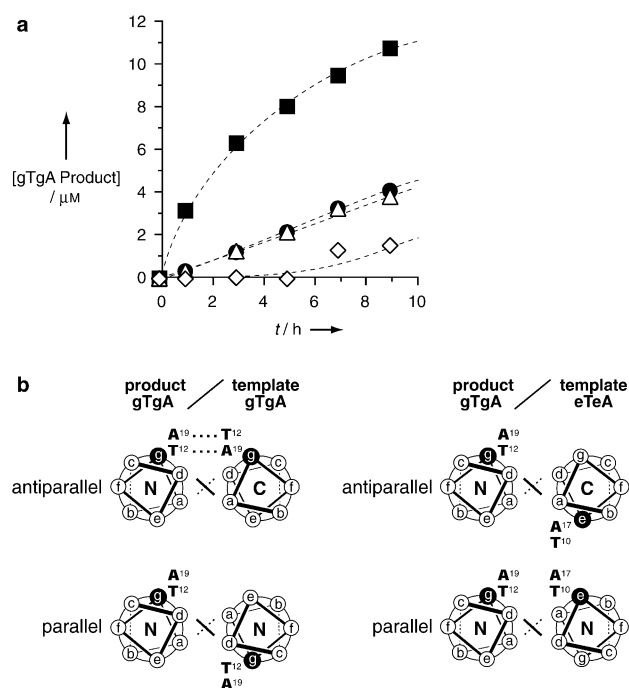 a
12
10
8
6
4
2
0
[gTgA Product]
/ μM
0 2 4 6 8 10
t / h
b
product gTgA / template gTgA
A19 T12
T12 A19
antiparallel
c g d f N a b e
d g c a C f e b
product gTgA / template eTeA
A19
T12
antiparallel
c g d f N a b e
d g c a C f e b
A17
T10
A19
T12
parallel
c g d f N a b e
a e b d N f g c
T12
A19
A19 A17
T12 T10
parallel
c g d f N a b e
a e b d N f g c